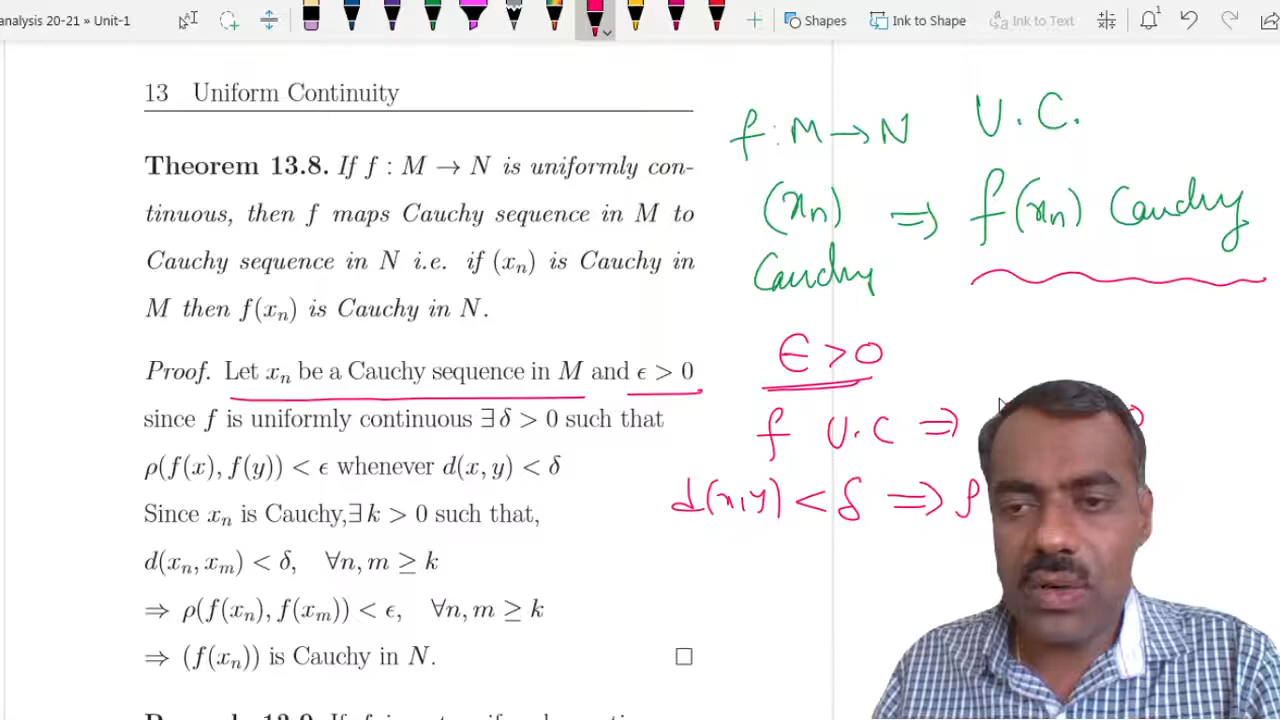 analysis 20-21 » Unit-1
Shapes
Ink to Shape
Ink to Text
1
13 Uniform Continuity
Theorem 13.8. If f : M → N is uniformly con-
tinuous, then f maps Cauchy sequence in M to
Cauchy sequence in N i.e. if (xₙ) is Cauchy in
M then f(xₙ) is Cauchy in N.
Proof. Let xₙ be a Cauchy sequence in M and ϵ > 0
since f is uniformly continuous ∃ δ > 0 such that
ρ(f(x), f(y)) < ϵ whenever d(x, y) < δ
Since xₙ is Cauchy,∃ k > 0 such that,
d(xₙ, xₘ) < δ, ∀n, m ≥ k
⇒ ρ(f(xₙ), f(xₘ)) < ϵ, ∀n, m ≥ k
⇒ (f(xₙ)) is Cauchy in N. □
f : M → N U.C.
(xₙ) ⇒ f(xₙ) Cauchy
Cauchy
ϵ > 0
f U.C ⇒
d(x,y) < δ ⇒ ρ